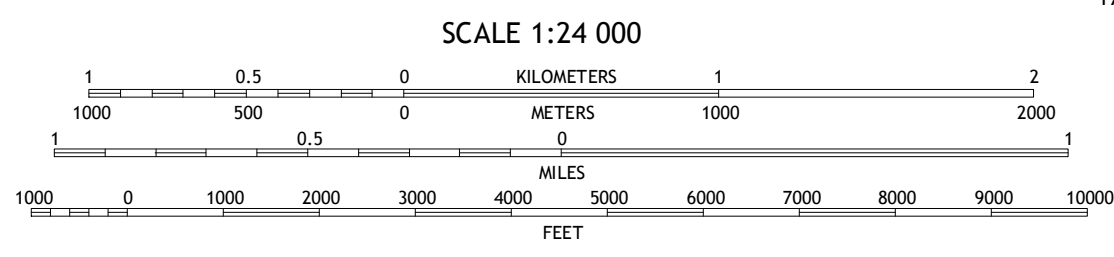 SCALE 1:24 000
1 0.5 0 KILOMETERS 1 2
1000 500 0 METERS 1000 2000
1 0.5 0 1
MILES
1000 0 1000 2000 3000 4000 5000 6000 7000 8000 9000 10000
FEET